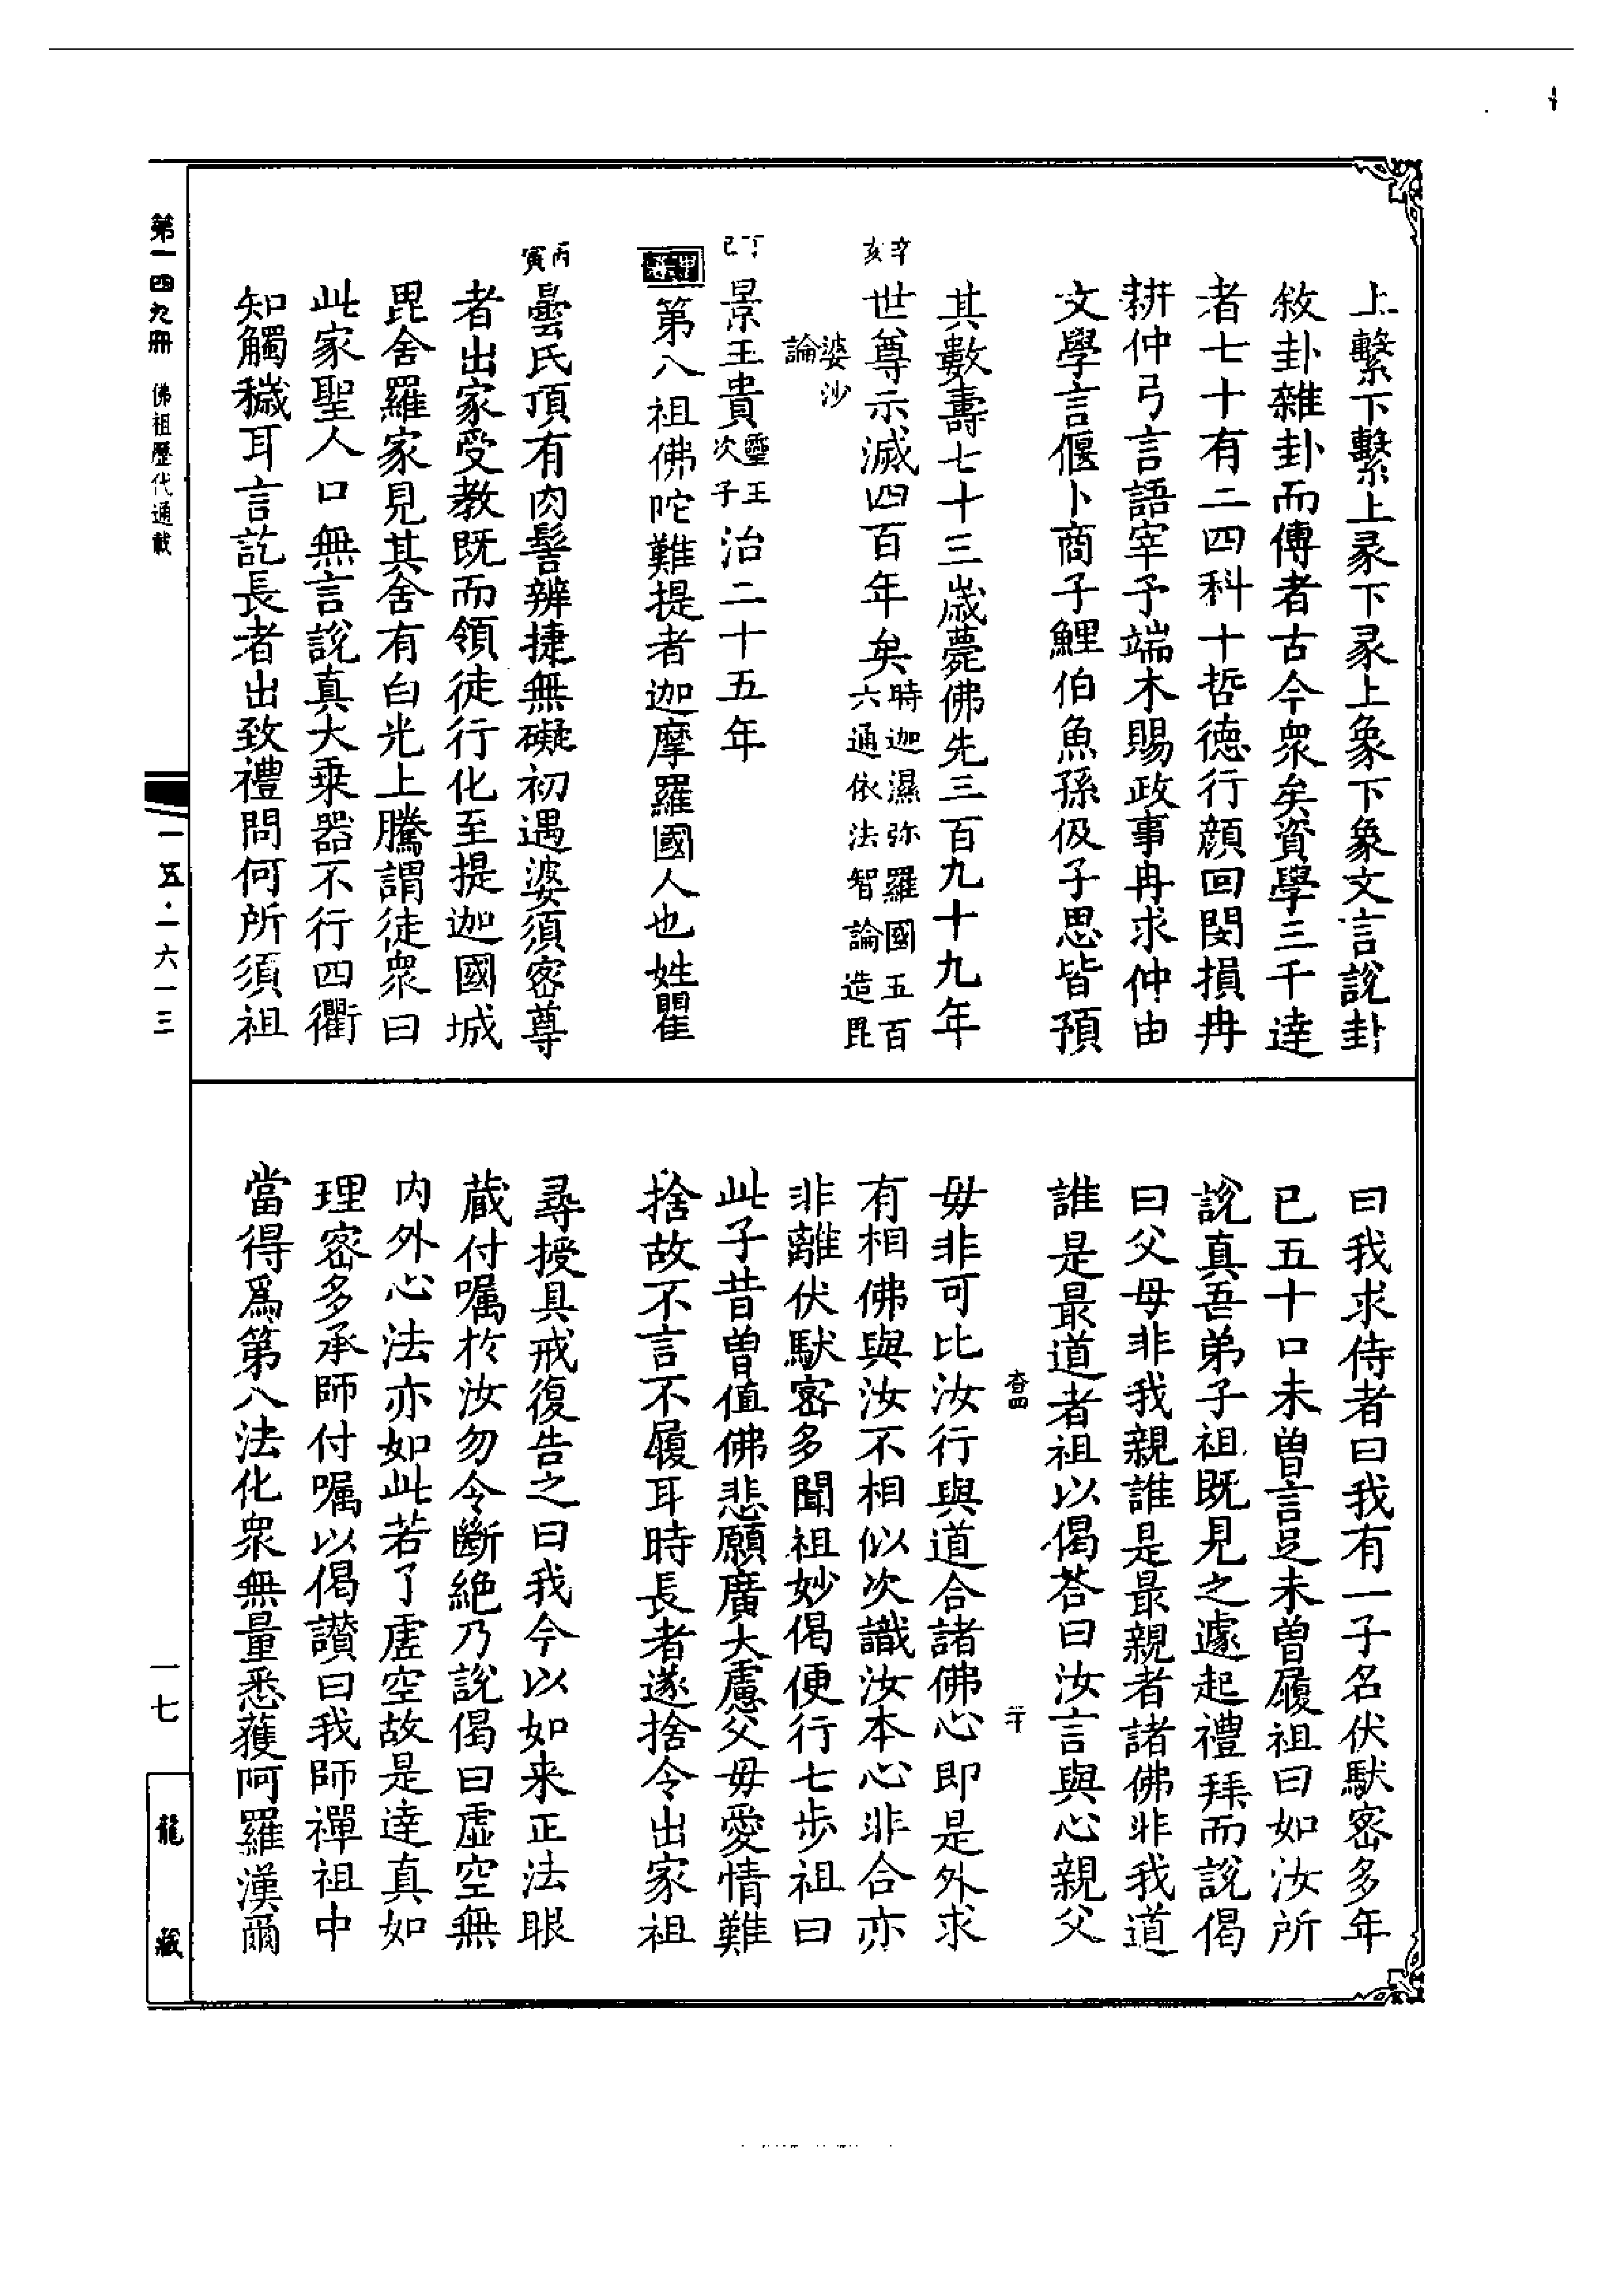 上繫下繫上彖下彖上象下象文言說卦
敘卦雜卦而傳者古今衆矣資學三千達
者七十有二四科十哲德行顔回閔損冉
耕仲弓言語宰予端木賜政事冉求仲由
文學言偃卜商子鯉伯魚孫伋子思皆預
其數壽七十三歲薨佛先三百九十九年
辛亥
世尊示滅四百年矣時迦濕弥羅國五百
六通依法智論造毘
婆沙
論
丁巳
景王貴靈王次子治二十五年
第八祖佛陀難提者迦摩羅國人也姓瞿
丙寅
曇氏頂有肉髻辨捷無礙初遇婆須密尊
者出家受教既而領徒行化至提迦國城
毘舍羅家見其舍有白光上騰謂徒衆曰
此家聖人口無言說真大乗器不行四衢
知觸穢耳言訖長者出致禮問何所須祖
曰我求侍者曰我有一子名伏馱密多年
已五十口未曾言足未曾履祖曰如汝所
說真吾弟子祖既見之遽起禮拜而說偈
曰父母非我親誰是最親者諸佛非我道
誰是最道者祖以偈荅曰汝言與心親父
毋非可比汝行與道合諸佛心即是外求
有相佛與汝不相似次識汝本心非合亦
非離伏馱密多聞祖妙偈便行七步祖曰
此子昔曾值佛悲願廣大慮父毋愛情難
捨故不言不履耳時長者遂捨令出家祖
尋授具戒復告之曰我今以如来正法眼
蔵付嘱於汝勿令斷絶乃說偈曰虛空無
内外心法亦如此若了虛空故是達真如
理密多承師付嘱以偈讃曰我師禪祖中
當得爲第八法化衆無量悉獲阿羅漢爾
第一四九冊
佛祖歷代通載
一五·一六一三
一七
龍藏